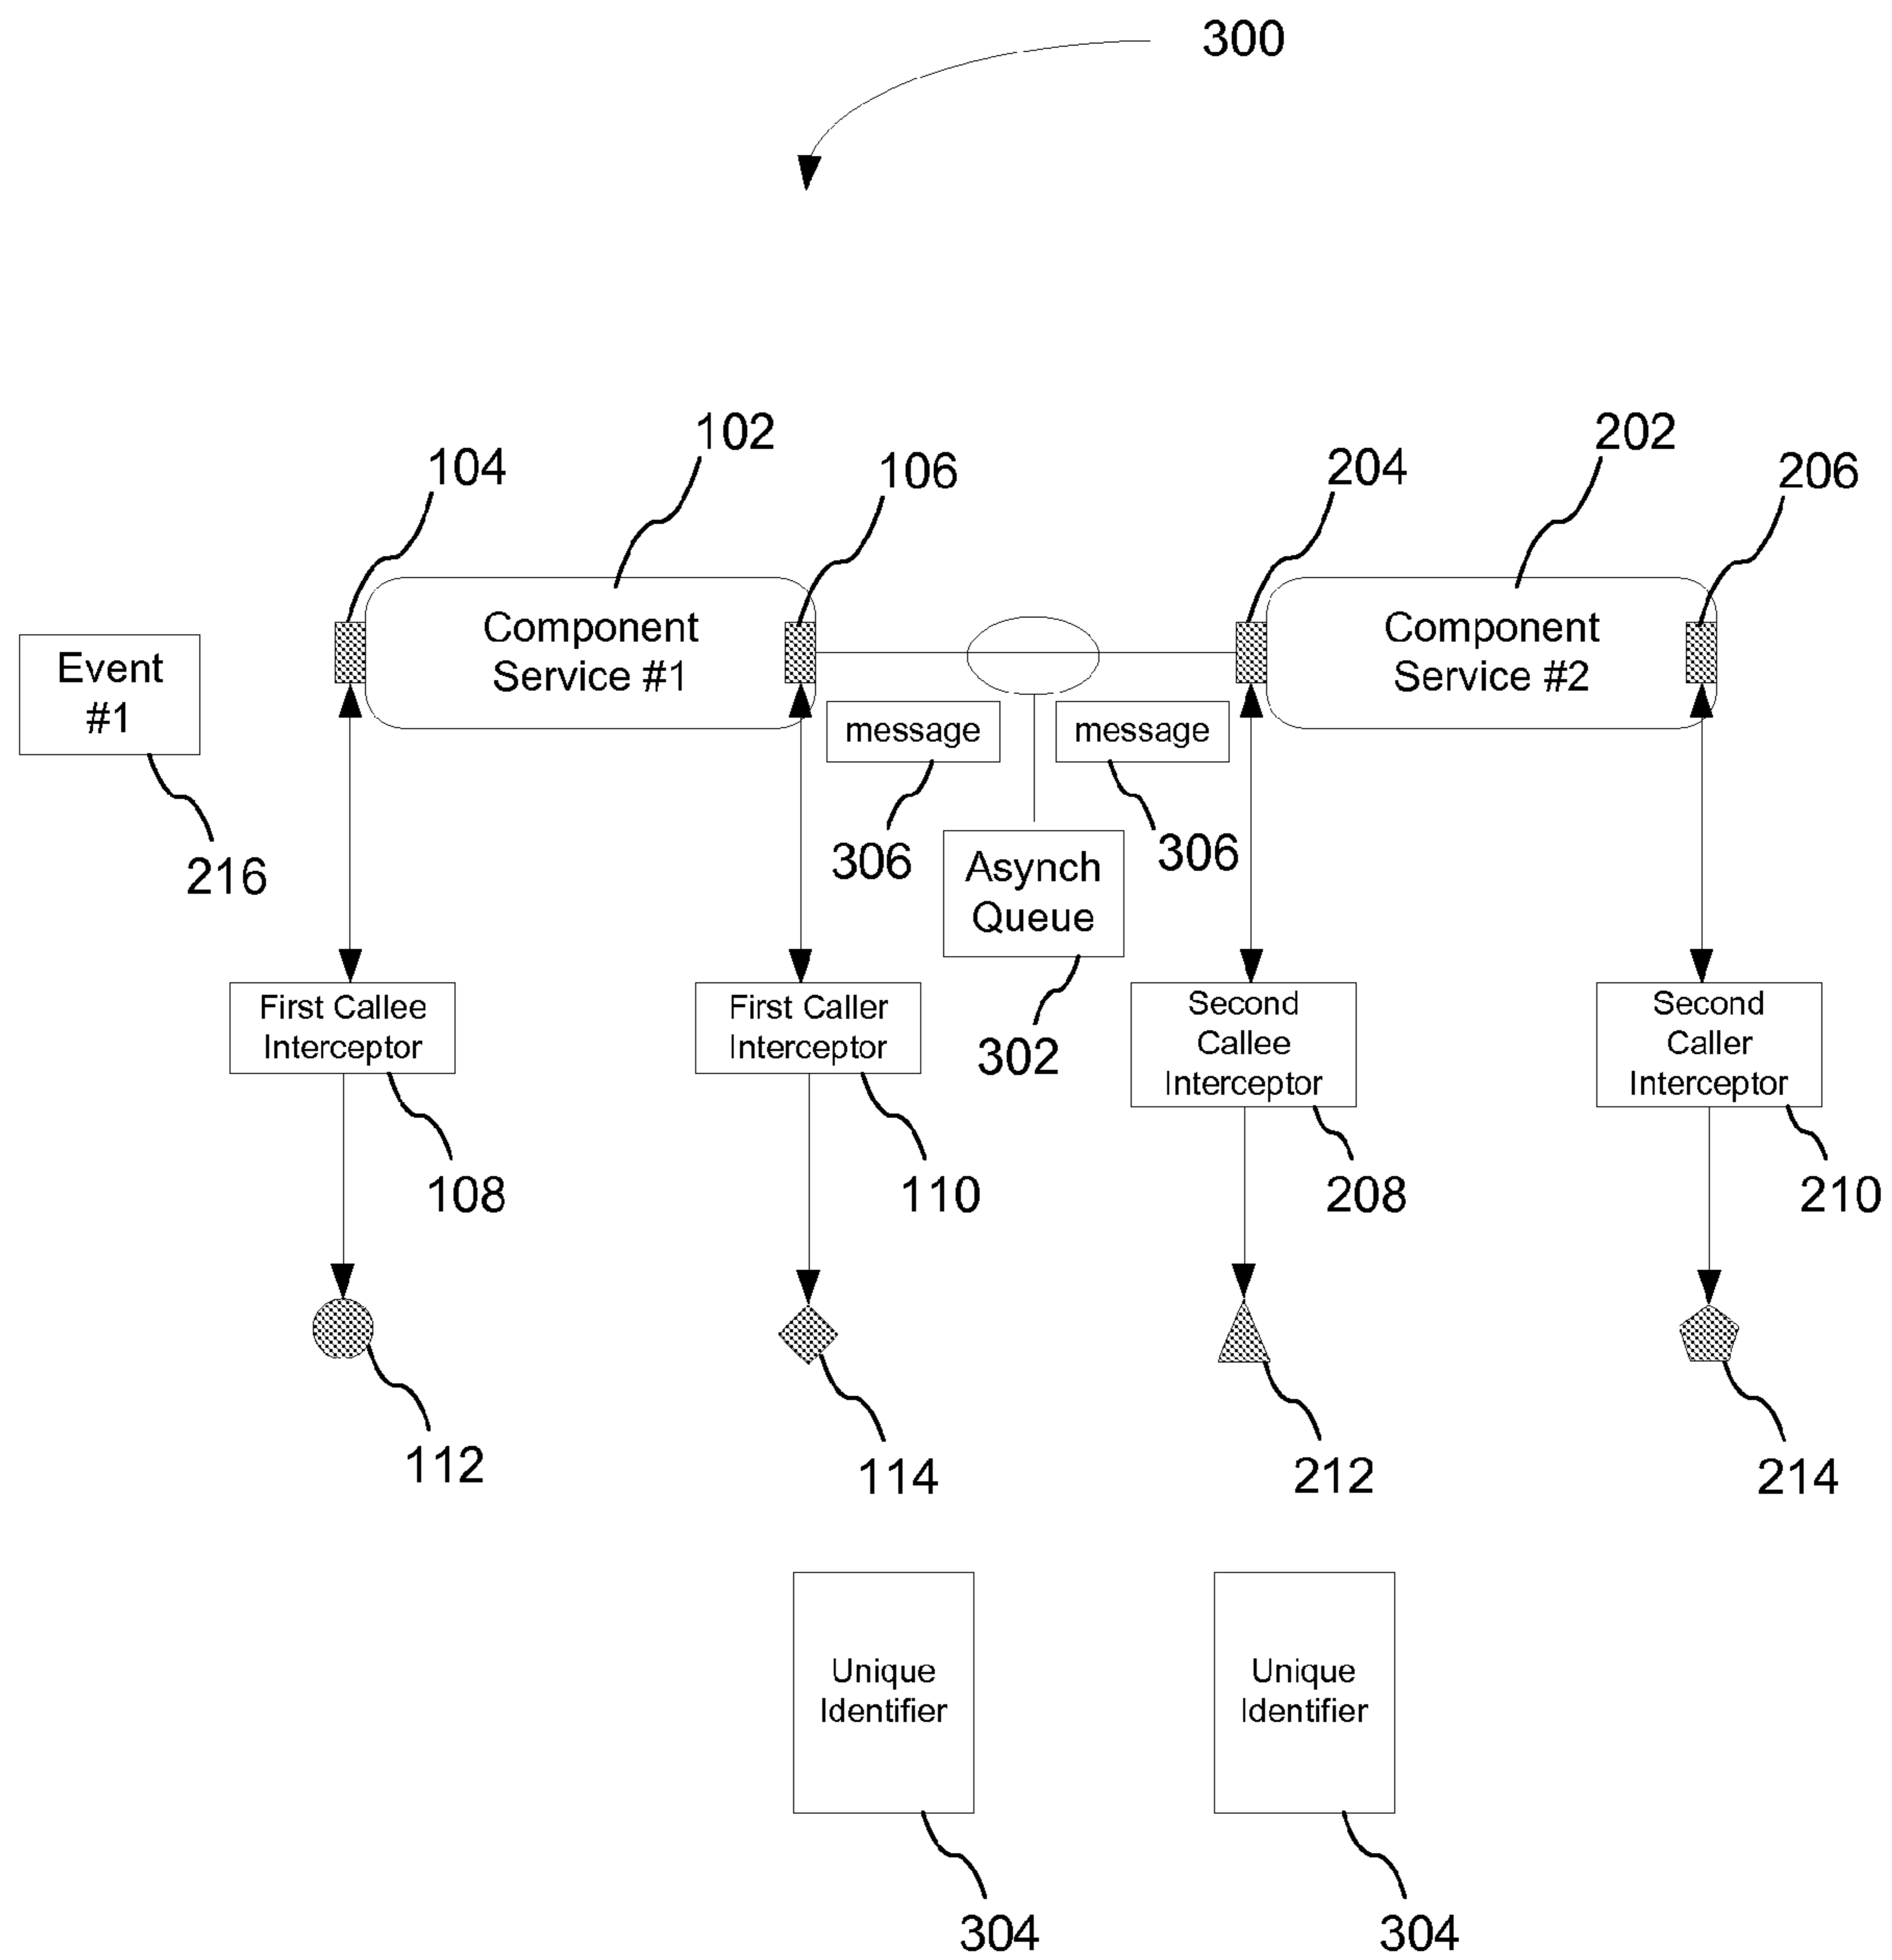 300
102
202
104
106
204
206
Component
Service #1
Component
Service #2
Event
#1
message
message
216
306
306
Asynch
Queue
302
First Callee
Interceptor
First Caller
Interceptor
Second
Callee
Interceptor
Second
Caller
Interceptor
108
110
208
210
112
114
212
214
Unique
Identifier
Unique
Identifier
304
304